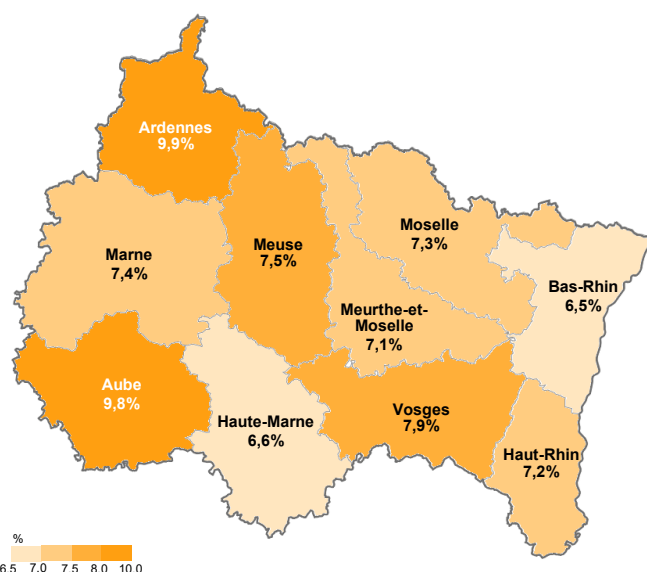 Ardennes
9,9%
Moselle
7,3%
Meuse
7,5%
Marne
7,4%
Bas-Rhin
6,5%
Meurthe-et-
Moselle
7,1%
Aube
9,8%
Vosges
7,9%
Haute-Marne
6,6%
Haut-Rhin
7,2%
%
6.5 7.0 7.5 8.0 10.0